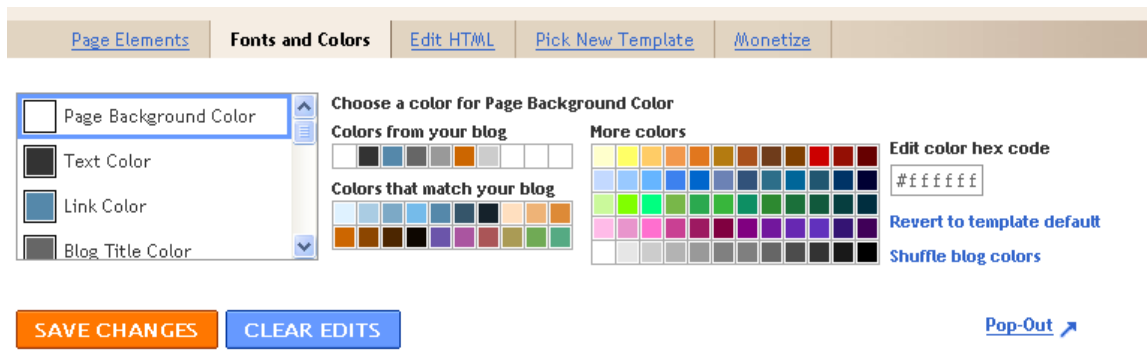 Page Elements
Fonts and Colors
Edit HTML
Pick New Template
Monetize
Page Background Color
Text Color
Link Color
Blog Title Color
Choose a color for Page Background Color
Colors from your blog
Colors that match your blog
More colors
Edit color hex code
#ffffff
Revert to template default
Shuffle blog colors
SAVE CHANGES
CLEAR EDITS
Pop-Out